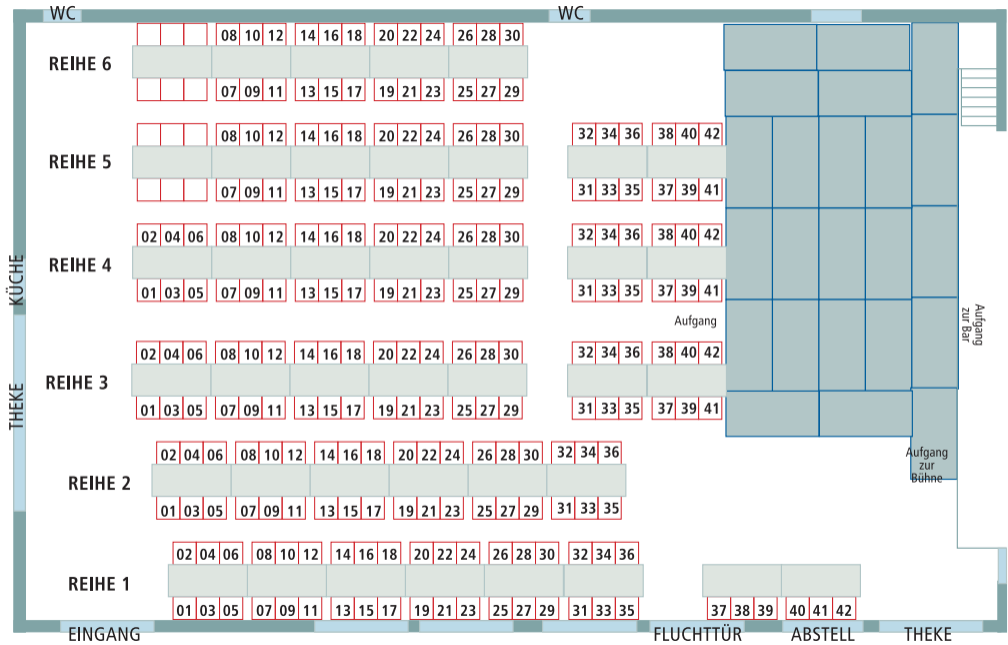 WC WC
08 10 12 14 16 18 20 22 24 26 28 30
REIHE 6
07 09 11 13 15 17 19 21 23 25 27 29
08 10 12 14 16 18 20 22 24 26 28 30 32 34 36 38 40 42
REIHE 5
07 09 11 13 15 17 19 21 23 25 27 29 31 33 35 37 39 41
02 04 06 08 10 12 14 16 18 20 22 24 26 28 30 32 34 36 38 40 42
REIHE 4
KÜCHE
01 03 05 07 09 11 13 15 17 19 21 23 25 27 29 31 33 35 37 39 41
Aufgang
Aufgang
zur Bar
02 04 06 08 10 12 14 16 18 20 22 24 26 28 30 32 34 36 38 40 42
REIHE 3
THEKE
01 03 05 07 09 11 13 15 17 19 21 23 25 27 29 31 33 35 37 39 41
02 04 06 08 10 12 14 16 18 20 22 24 26 28 30 32 34 36
REIHE 2
Aufgang
zur
Bühne
01 03 05 07 09 11 13 15 17 19 21 23 25 27 29 31 33 35
02 04 06 08 10 12 14 16 18 20 22 24 26 28 30 32 34 36
REIHE 1
01 03 05 07 09 11 13 15 17 19 21 23 25 27 29 31 33 35 37 38 39 40 41 42
EINGANG FLUCHTTÜR ABSTELL THEKE